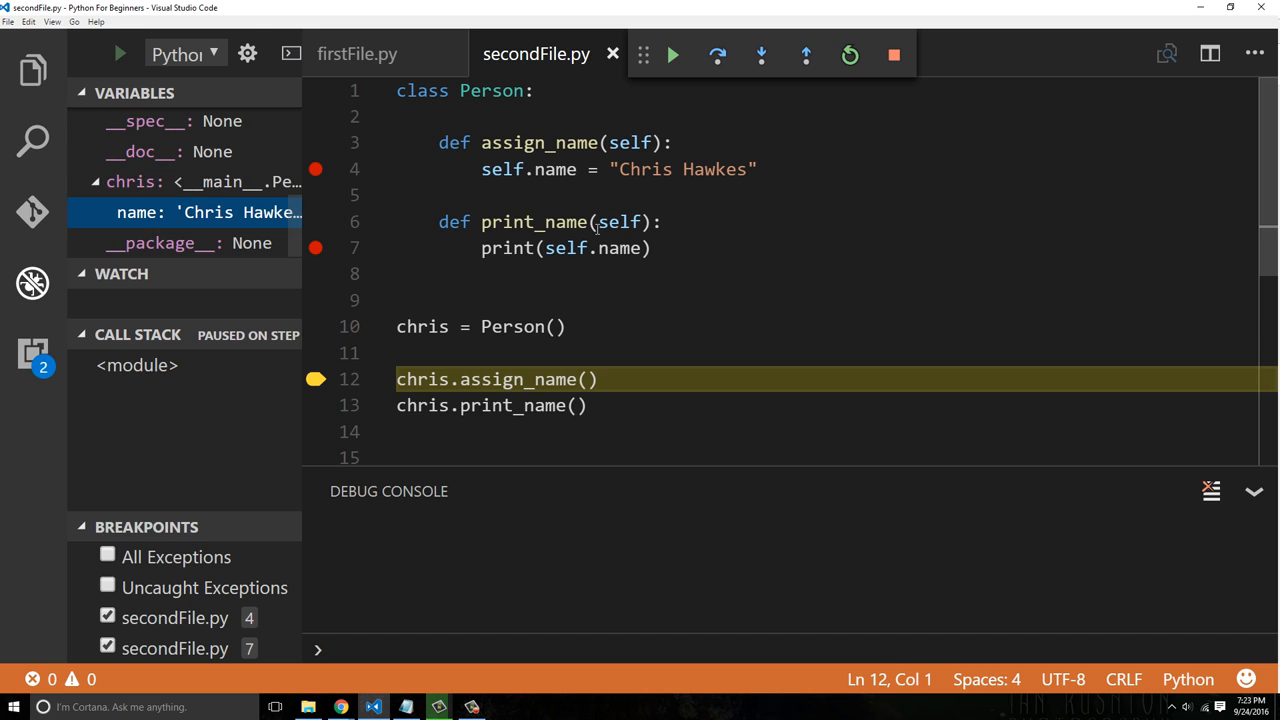 secondFile.py - Python For Beginners - Visual Studio Code
File Edit View Go Help
Python
firstFile.py
secondFile.py
VARIABLES
__spec__: None
__doc__: None
chris: <__main__.Pe...
name: 'Chris Hawke...
__package__: None
WATCH
CALL STACK PAUSED ON STEP
<module>
BREAKPOINTS
All Exceptions
Uncaught Exceptions
secondFile.py 4
secondFile.py 7
1 class Person:
2
3 def assign_name(self):
4 self.name = "Chris Hawkes"
5
6 def print_name(self):
7 print(self.name)
8
9
10 chris = Person()
11
12 chris.assign_name()
13 chris.print_name()
14
15
DEBUG CONSOLE
2
0 0
Ln 12, Col 1 Spaces: 4 UTF-8 CRLF Python
I'm Cortana. Ask me anything.
7:23 PM
9/24/2016